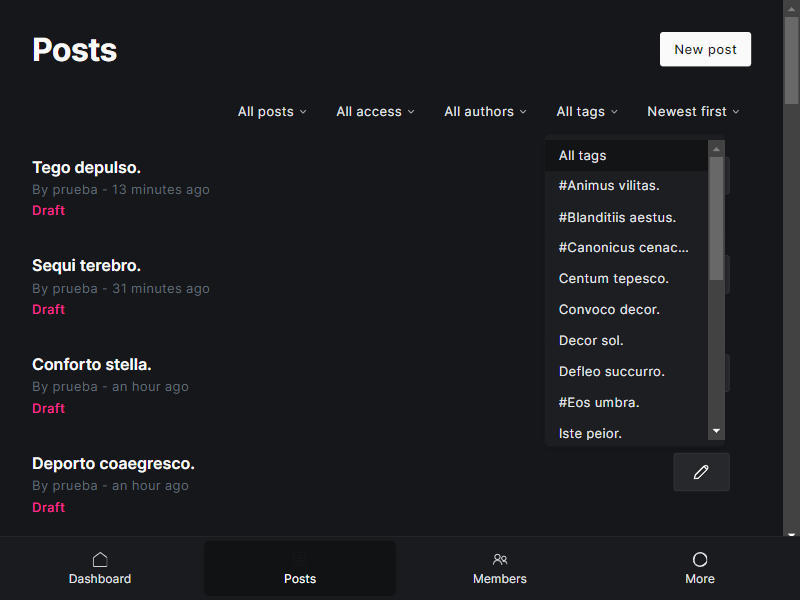 Posts
New post
All posts
All access
All authors
All tags
Newest first
Tego depulso.
By prueba - 13 minutes ago
Draft
Sequi terebro.
By prueba - 31 minutes ago
Draft
Conforto stella.
By prueba - an hour ago
Draft
Deporto coaegresco.
By prueba - an hour ago
Draft
All tags
#Animus vilitas.
#Blanditiis aestus.
#Canonicus cenac...
Centum tepesco.
Convoco decor.
Decor sol.
Defleo succurro.
#Eos umbra.
Iste peior.
Dashboard
Posts
Members
More